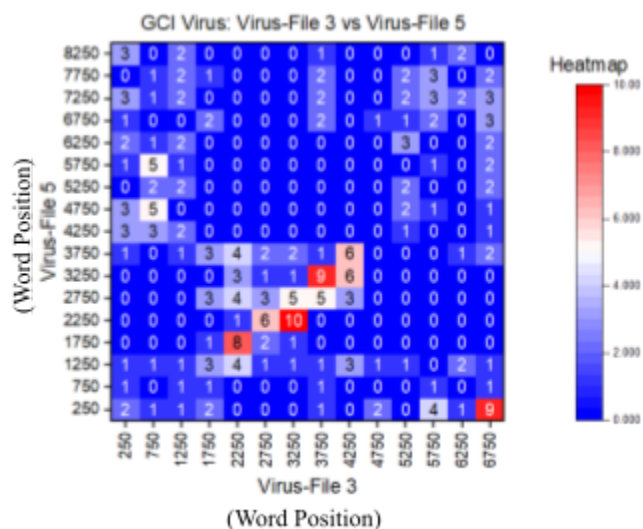 GCI Virus: Virus-File 3 vs Virus-File 5
8250 3 0 2 0 0 0 0 1 0 0 0 1 2 0
7750 0 1 2 1 0 0 0 2 0 0 2 3 0 2
7250 3 1 2 0 0 0 0 2 0 0 2 3 2 3
6750 1 0 0 2 0 0 0 2 0 1 1 2 0 3
6250 2 1 2 0 0 0 0 0 0 0 3 0 0 2
5750 1 5 1 0 0 0 0 0 0 0 0 1 0 2
5250 0 2 2 0 0 0 0 0 0 0 2 0 0 2
4750 3 5 0 0 0 0 0 0 0 0 2 1 0 1
4250 3 3 2 0 0 0 0 0 0 0 1 0 0 1
3750 1 0 1 3 4 2 2 1 6 0 0 0 1 2
3250 0 0 0 0 3 1 1 9 6 0 0 0 0 0
2750 0 0 0 3 4 3 5 5 3 0 0 0 0 0
2250 0 0 0 0 1 6 10 0 0 0 0 0 0 0
1750 0 0 0 1 8 2 1 0 0 0 0 0 0 0
1250 1 1 1 3 4 1 1 1 3 1 1 0 2 1
750 1 0 1 1 0 0 0 1 0 0 0 1 0 1
250 2 1 1 2 0 0 0 1 0 2 0 4 1 9
250 750 1250 1750 2250 2750 3250 3750 4250 4750 5250 5750 6250 6750
Virus-File 3
(Word Position)
Virus-File 5
(Word Position)
Heatmap
10.00
8.000
6.000
4.000
2.000
0.000